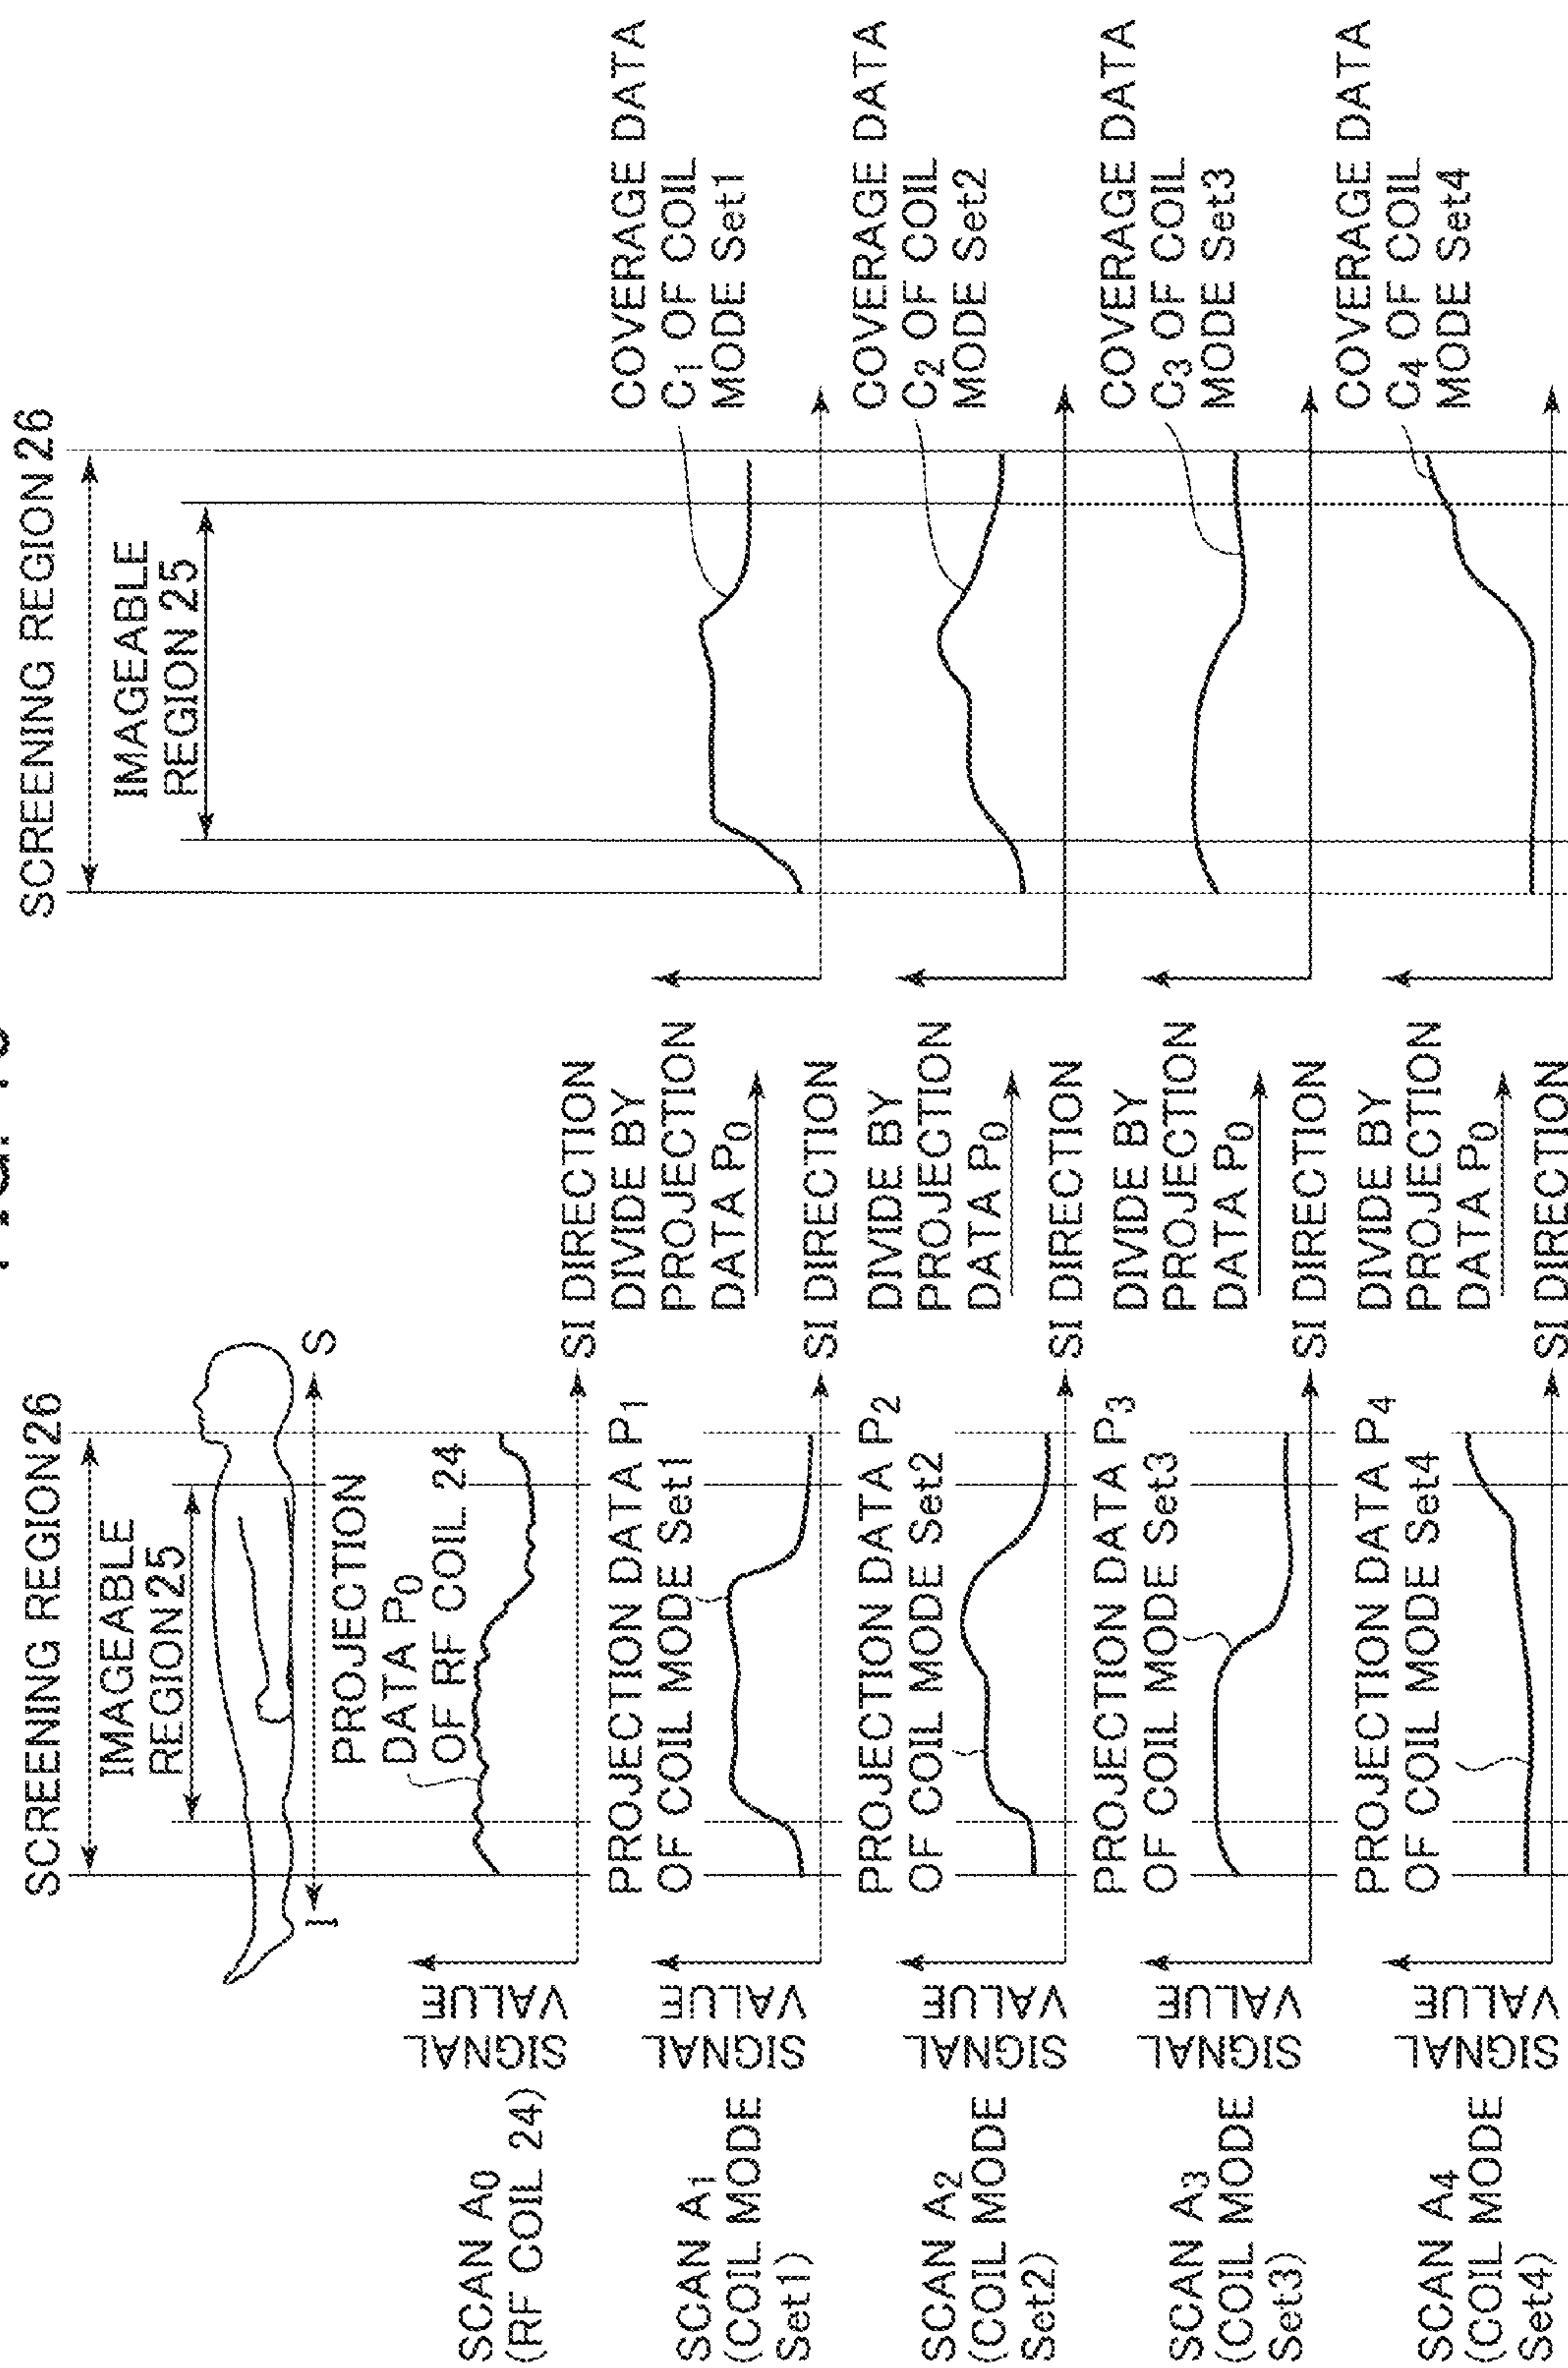 SCREENING REGION 26
IMAGEABLE
REGION 25
I
S
SCAN A0
(RF COIL 24)
SIGNAL
VALUE
PROJECTION
DATA P0
OF RF COIL 24
SI DIRECTION
SCAN A1
(COIL MODE
Set1)
SIGNAL
VALUE
PROJECTION DATA P1
OF COIL MODE Set1
SI DIRECTION
SCAN A2
(COIL MODE
Set2)
SIGNAL
VALUE
PROJECTION DATA P2
OF COIL MODE Set2
SI DIRECTION
SCAN A3
(COIL MODE
Set3)
SIGNAL
VALUE
PROJECTION DATA P3
OF COIL MODE Set3
SI DIRECTION
SCAN A4
(COIL MODE
Set4)
SIGNAL
VALUE
PROJECTION DATA P4
OF COIL MODE Set4
SI DIRECTION
DIVIDE BY
PROJECTION
DATA P0
DIVIDE BY
PROJECTION
DATA P0
DIVIDE BY
PROJECTION
DATA P0
DIVIDE BY
PROJECTION
DATA P0
SCREENING REGION 26
IMAGEABLE
REGION 25
COVERAGE DATA
C1 OF COIL
MODE Set1
COVERAGE DATA
C2 OF COIL
MODE Set2
COVERAGE DATA
C3 OF COIL
MODE Set3
COVERAGE DATA
C4 OF COIL
MODE Set4